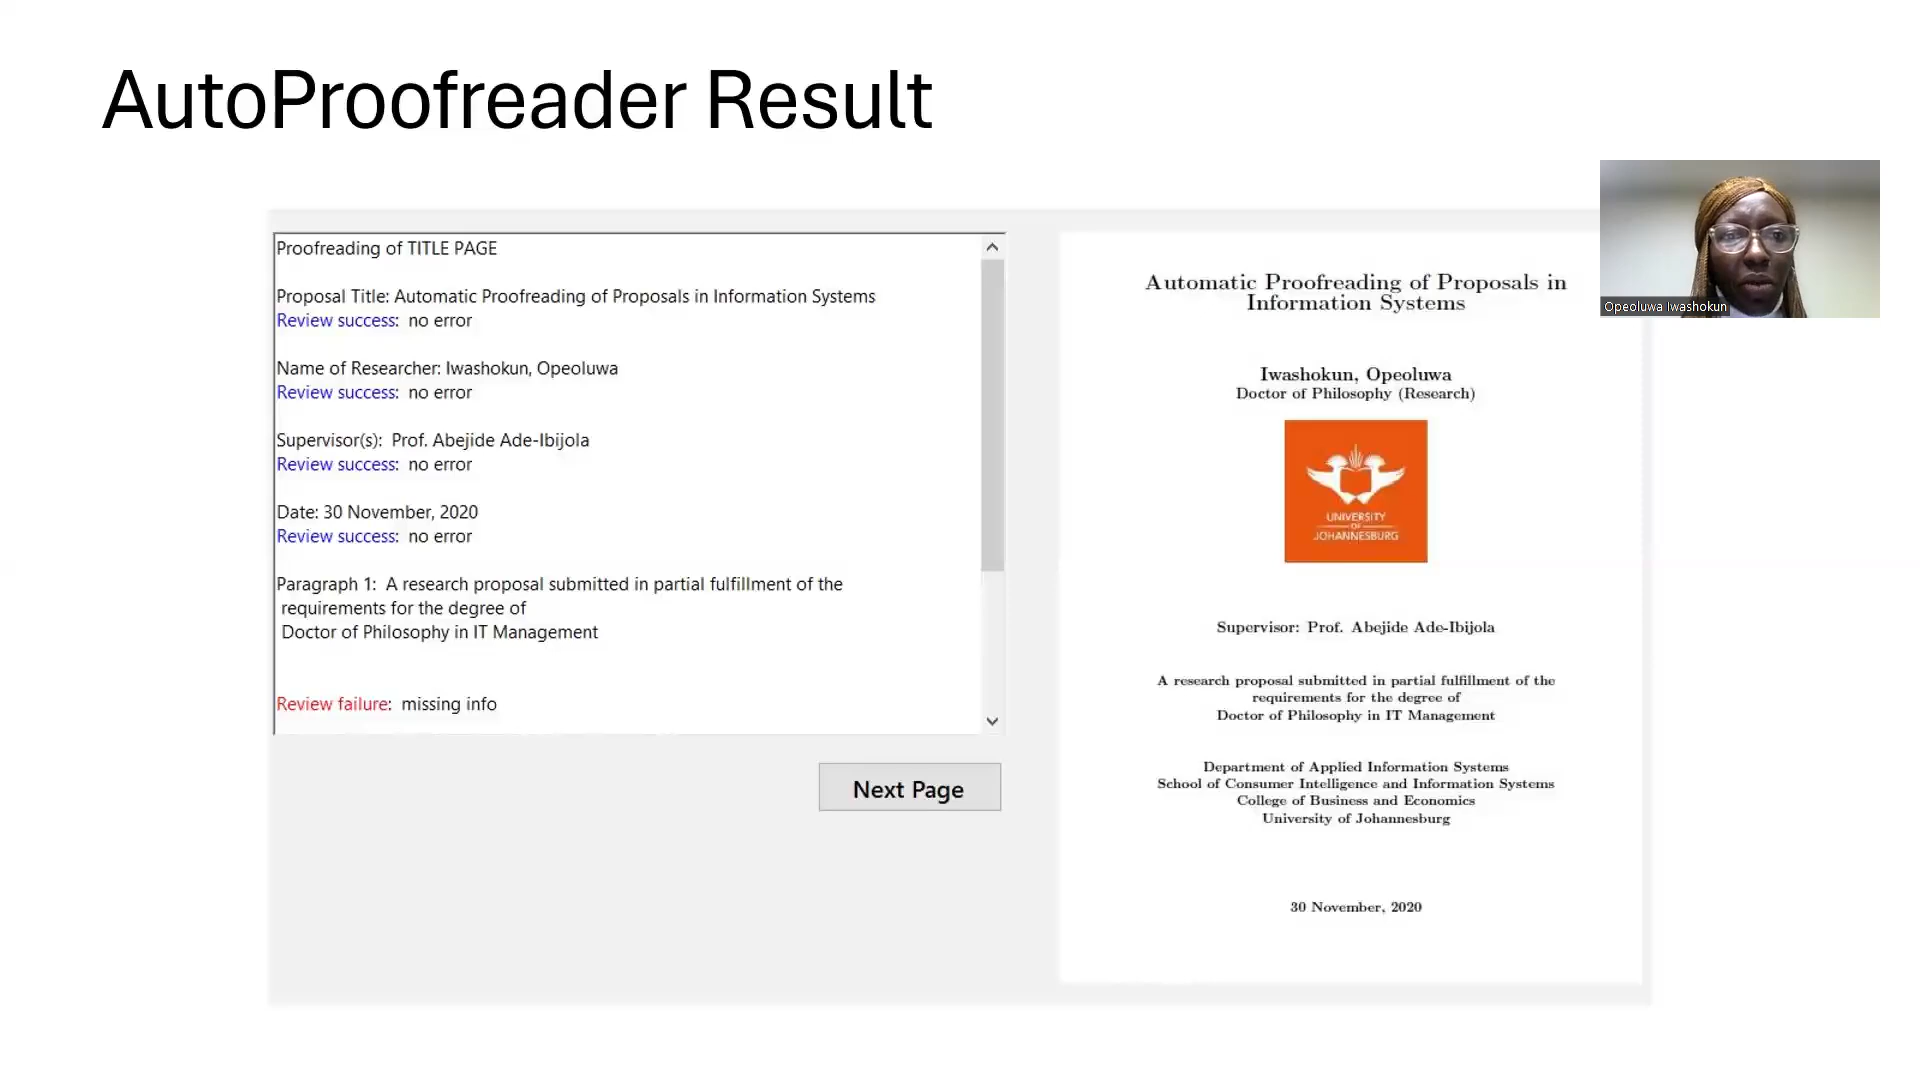 AutoProofreader Result
Proofreading of TITLE PAGE
Proposal Title: Automatic Proofreading of Proposals in Information Systems
Review success: no error
Name of Researcher: Iwashokun, Opeoluwa
Review success: no error
Supervisor(s): Prof. Abejide Ade-Ibijola
Review success: no error
Date: 30 November, 2020
Review success: no error
Paragraph 1: A research proposal submitted in partial fulfillment of the
requirements for the degree of
Doctor of Philosophy in IT Management
Review failure: missing info
Next Page
Automatic Proofreading of Proposals in
Information Systems
Iwashokun, Opeoluwa
Doctor of Philosophy (Research)
UNIVERSITY
OF
JOHANNESBURG
Supervisor: Prof. Abejide Ade-Ibijola
A research proposal submitted in partial fulfillment of the
requirements for the degree of
Doctor of Philosophy in IT Management
Department of Applied Information Systems
School of Consumer Intelligence and Information Systems
College of Business and Economics
University of Johannesburg
30 November, 2020
Opeoluwa Iwashokun